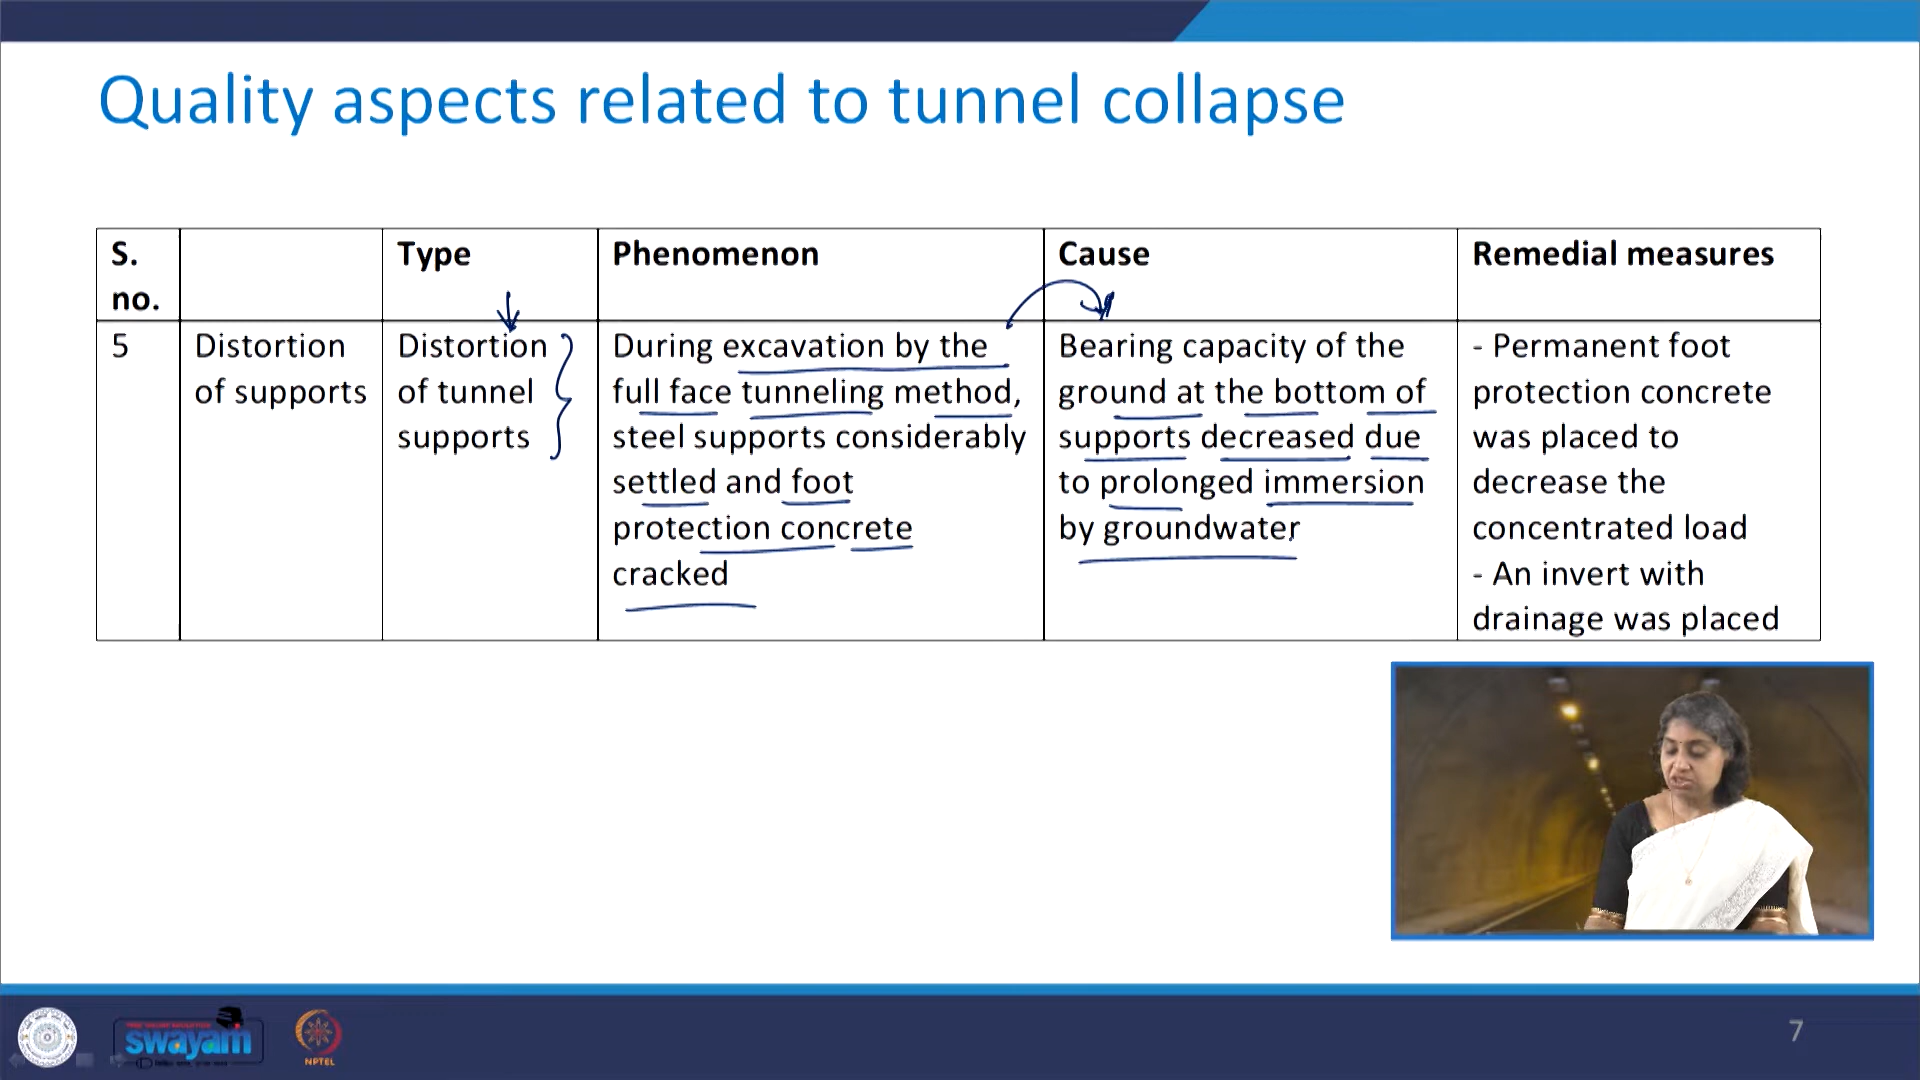 Quality aspects related to tunnel collapse
S.
no.
Type
Phenomenon
Cause
Remedial measures
5
Distortion
of supports
Distortion
of tunnel
supports
During excavation by the
full face tunneling method,
steel supports considerably
settled and foot
protection concrete
cracked
Bearing capacity of the
ground at the bottom of
supports decreased due
to prolonged immersion
by groundwater
- Permanent foot
protection concrete
was placed to
decrease the
concentrated load
- An invert with
drainage was placed
swayam
NPTEL
7